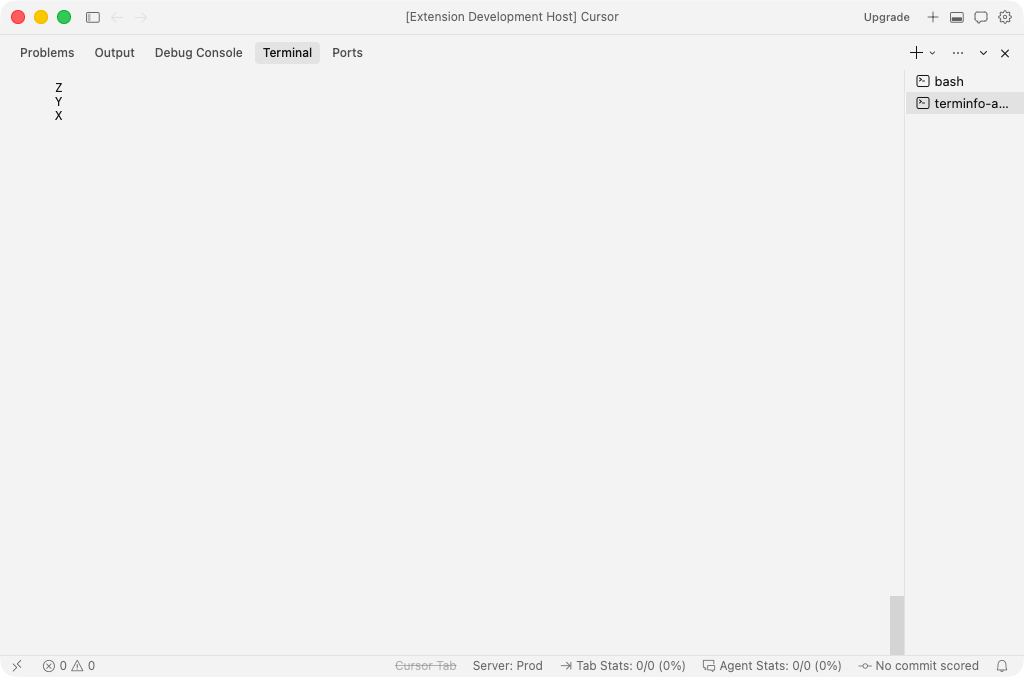 [Extension Development Host] Cursor
Upgrade
Problems Output Debug Console Terminal Ports
Z
Y
X
bash
terminfo-a...
0 0 Cursor Tab Server: Prod Tab Stats: 0/0 (0%) Agent Stats: 0/0 (0%) No commit scored